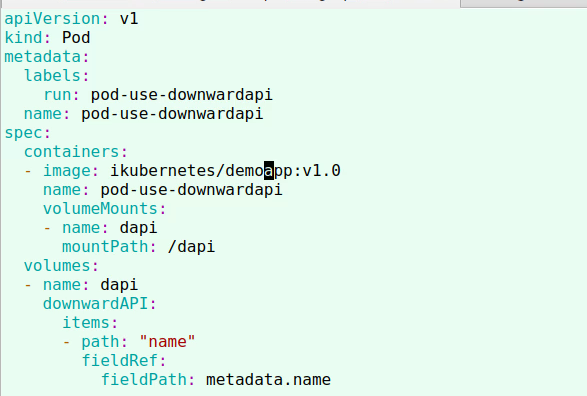 apiVersion: v1
kind: Pod
metadata:
  labels:
    run: pod-use-downwardapi
  name: pod-use-downwardapi
spec:
  containers:
  - image: ikubernetes/demoapp:v1.0
    name: pod-use-downwardapi
    volumeMounts:
    - name: dapi
      mountPath: /dapi
  volumes:
  - name: dapi
    downwardAPI:
      items:
      - path: "name"
        fieldRef:
          fieldPath: metadata.name